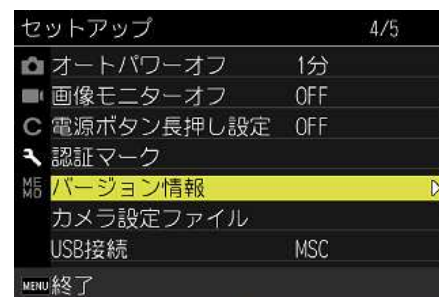 セットアップ 4/5
オートパワーオフ 1分
画像モニターオフ OFF
C 電源ボタン長押し設定 OFF
認証マーク
MEMO バージョン情報
カメラ設定ファイル
USB接続 MSC
MENU 終了